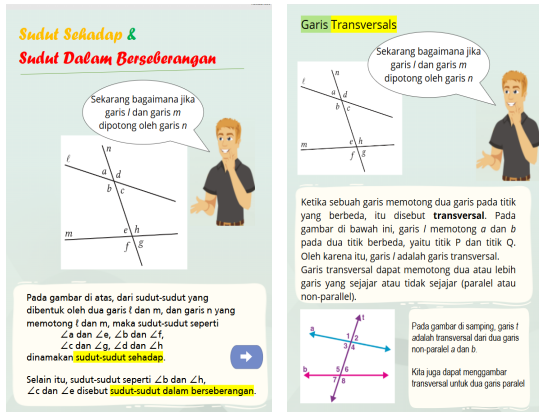 Sudut Sehadap &
Sudut Dalam Berseberangan
Sekarang bagaimana jika
garis l dan garis m
dipotong oleh garis n
n
ℓ
a d
b c
m
e h
f g
Pada gambar di atas, dari sudut-sudut yang
dibentuk oleh dua garis ℓ dan m, dan garis n yang
memotong ℓ dan m, maka sudut-sudut seperti
∠a dan ∠e, ∠b dan ∠f,
∠c dan ∠g, ∠d dan ∠h
dinamakan sudut-sudut sehadap.
Selain itu, sudut-sudut seperti ∠b dan ∠h,
∠c dan ∠e disebut sudut-sudut dalam berseberangan.
Garis Transversals
Sekarang bagaimana jika
garis l dan garis m
dipotong oleh garis n
n
ℓ
a d
b c
m
e h
f g
Ketika sebuah garis memotong dua garis pada titik
yang berbeda, itu disebut transversal. Pada
gambar di bawah ini, garis l memotong a dan b
pada dua titik berbeda, yaitu titik P dan titik Q.
Oleh karena itu, garis l adalah garis transversal.
Garis transversal dapat memotong dua atau lebih
garis yang sejajar atau tidak sejajar (paralel atau
non-parallel).
t
a
1 2
3 4
b
5 6
7 8
Pada gambar di samping, garis t
adalah transversal dari dua garis
non-paralel a dan b.
Kita juga dapat menggambar
transversal untuk dua garis paralel